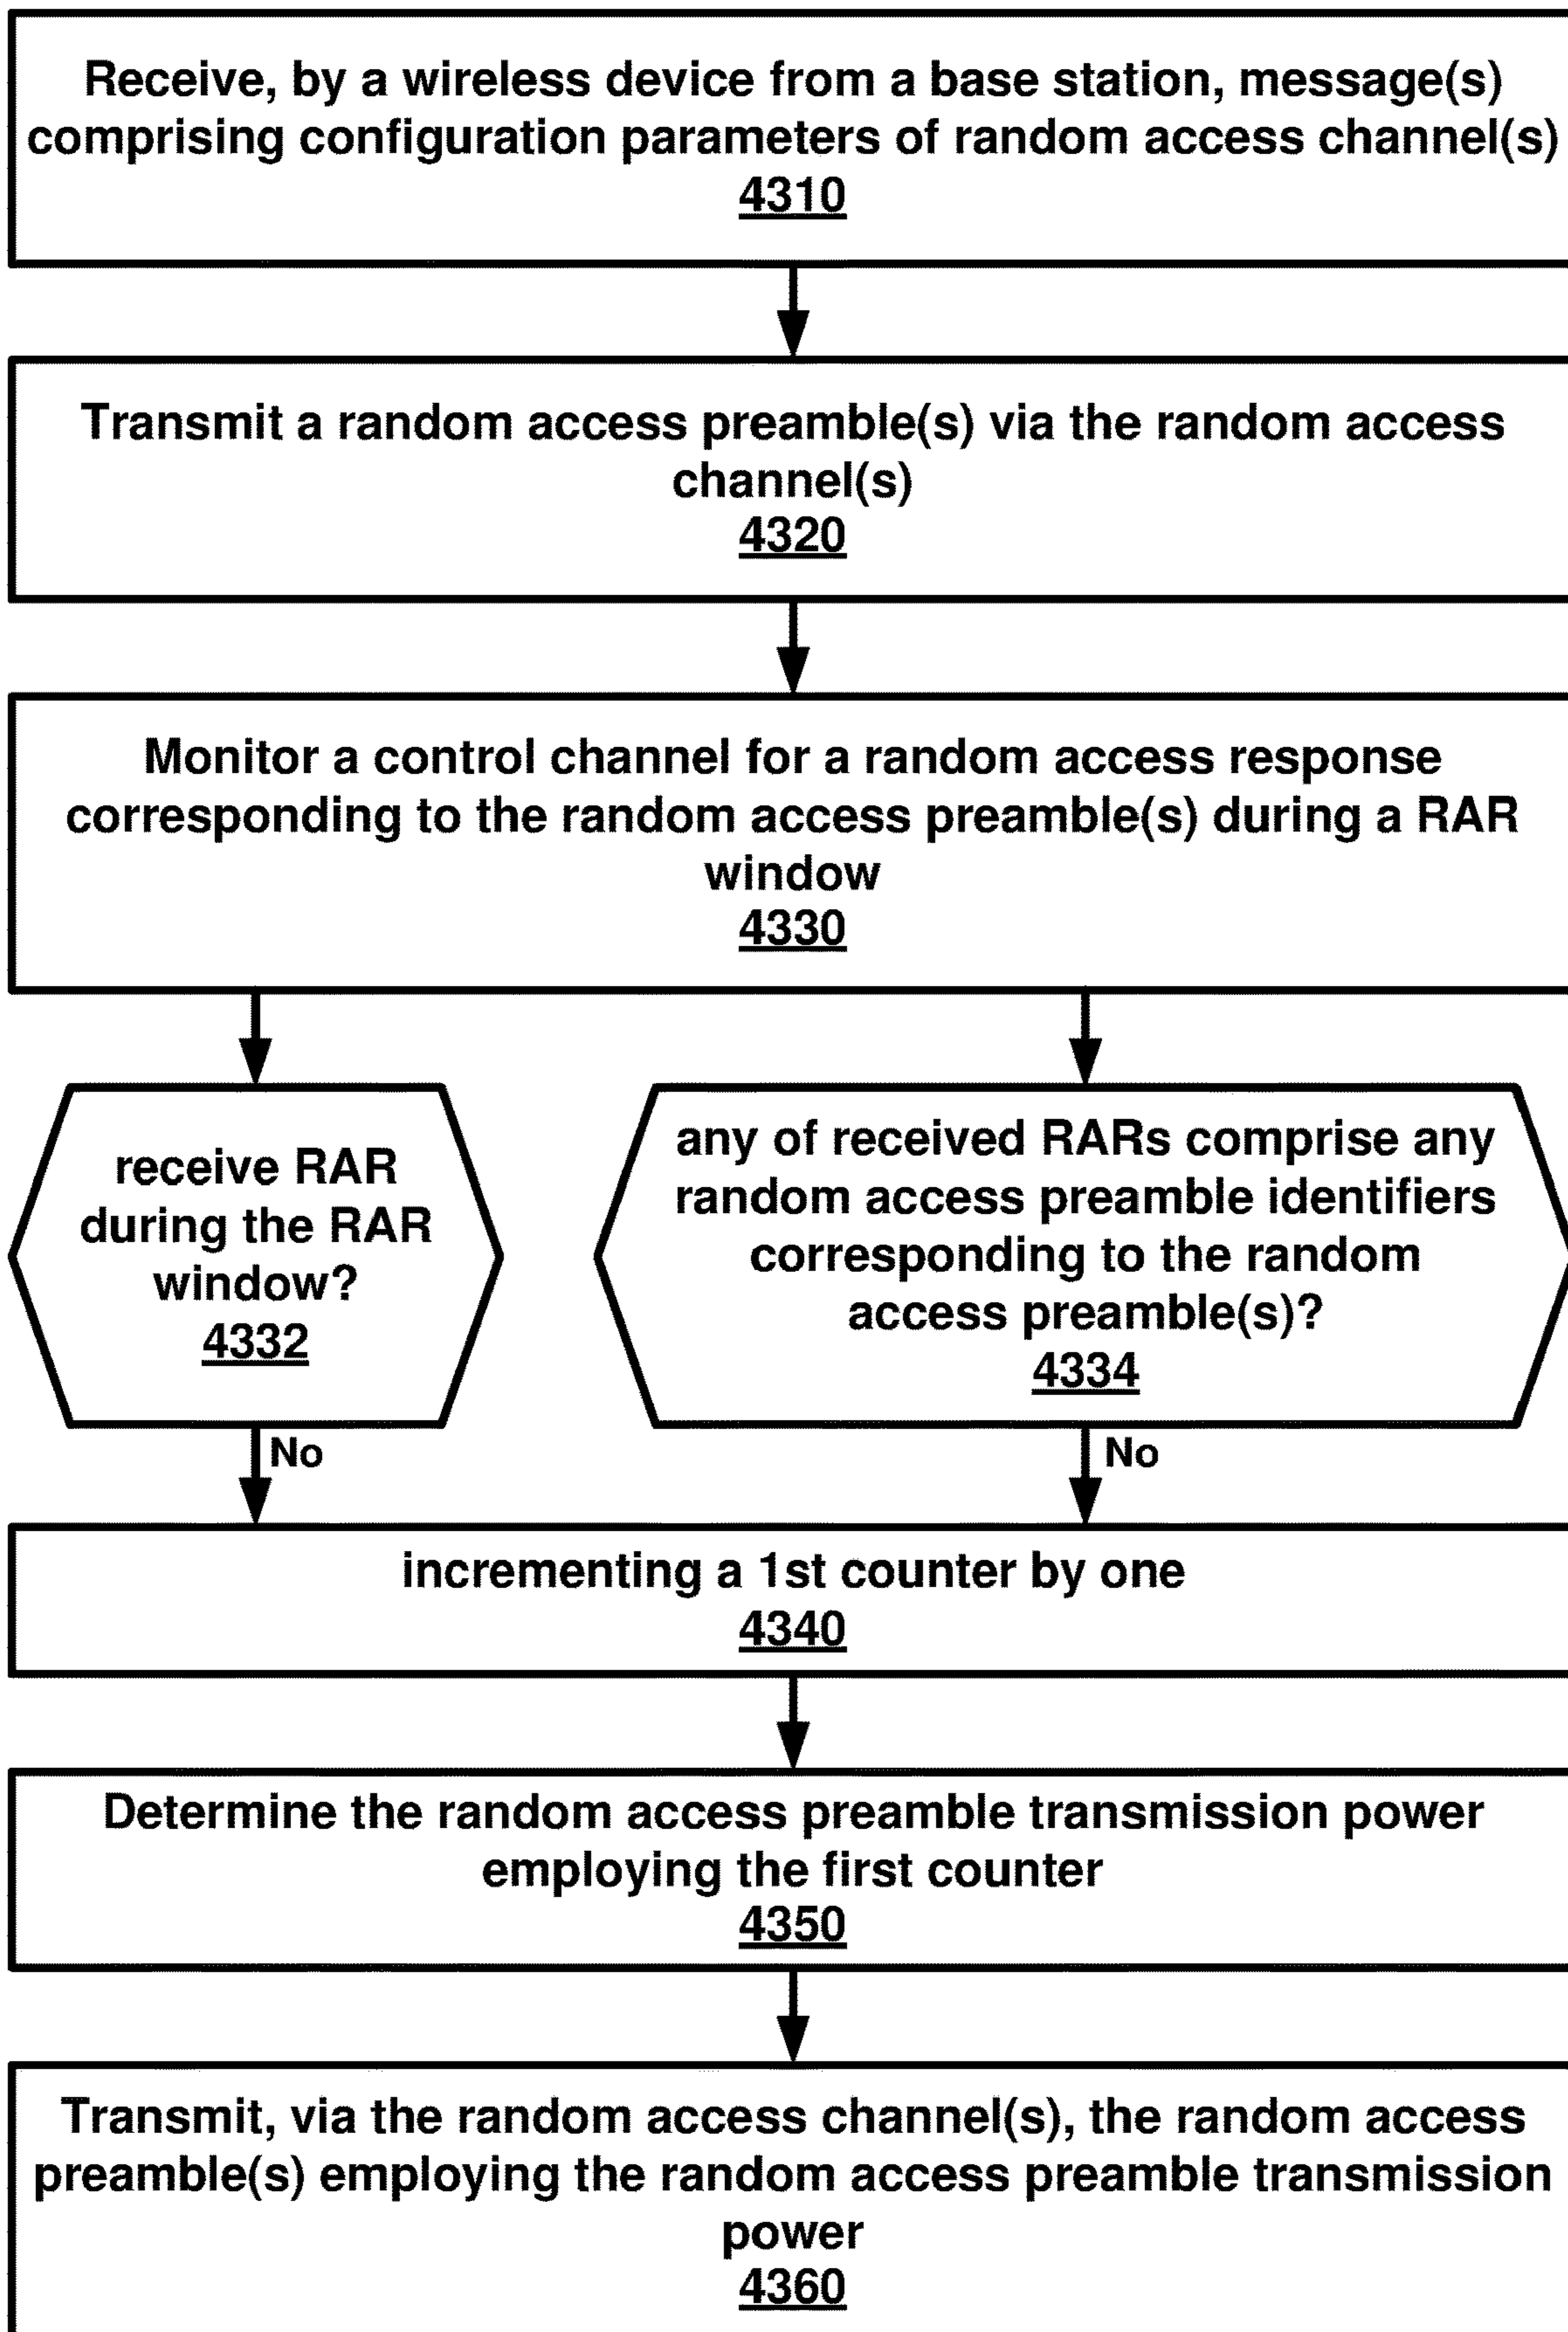 Receive, by a wireless device from a base station, message(s)
comprising configuration parameters of random access channel(s)
4310
Transmit a random access preamble(s) via the random access
channel(s)
4320
Monitor a control channel for a random access response
corresponding to the random access preamble(s) during a RAR
window
4330
receive RAR
during the RAR
window?
4332
any of received RARs comprise any
random access preamble identifiers
corresponding to the random
access preamble(s)?
4334
No
No
incrementing a 1st counter by one
4340
Determine the random access preamble transmission power
employing the first counter
4350
Transmit, via the random access channel(s), the random access
preamble(s) employing the random access preamble transmission
power
4360